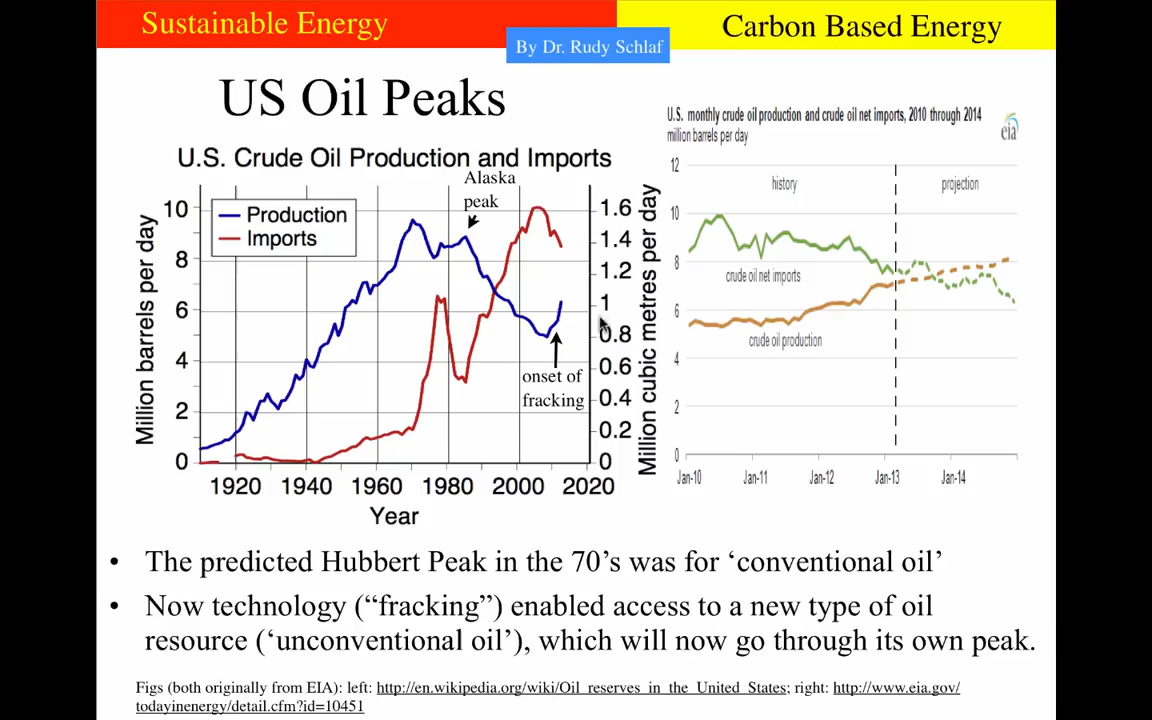 Sustainable Energy
Carbon Based Energy
By Dr. Rudy Schlaf
US Oil Peaks
U.S. Crude Oil Production and Imports
Alaska
peak
Production
Imports
Million barrels per day
10
8
6
4
2
0
1.6
1.4
1.2
1
0.8
0.6
0.4
0.2
0
Million cubic metres per day
onset of
fracking
1920 1940 1960 1980 2000 2020
Year
U.S. monthly crude oil production and crude oil net imports, 2010 through 2014
million barrels per day
eia
12
10
8
6
4
2
0
history
projection
crude oil net imports
crude oil production
Jan-10 Jan-11 Jan-12 Jan-13 Jan-14
• The predicted Hubbert Peak in the 70’s was for ‘conventional oil’
• Now technology (“fracking”) enabled access to a new type of oil
resource (‘unconventional oil’), which will now go through its own peak.
Figs (both originally from EIA): left: http://en.wikipedia.org/wiki/Oil_reserves_in_the_United_States; right: http://www.eia.gov/
todayinenergy/detail.cfm?id=10451